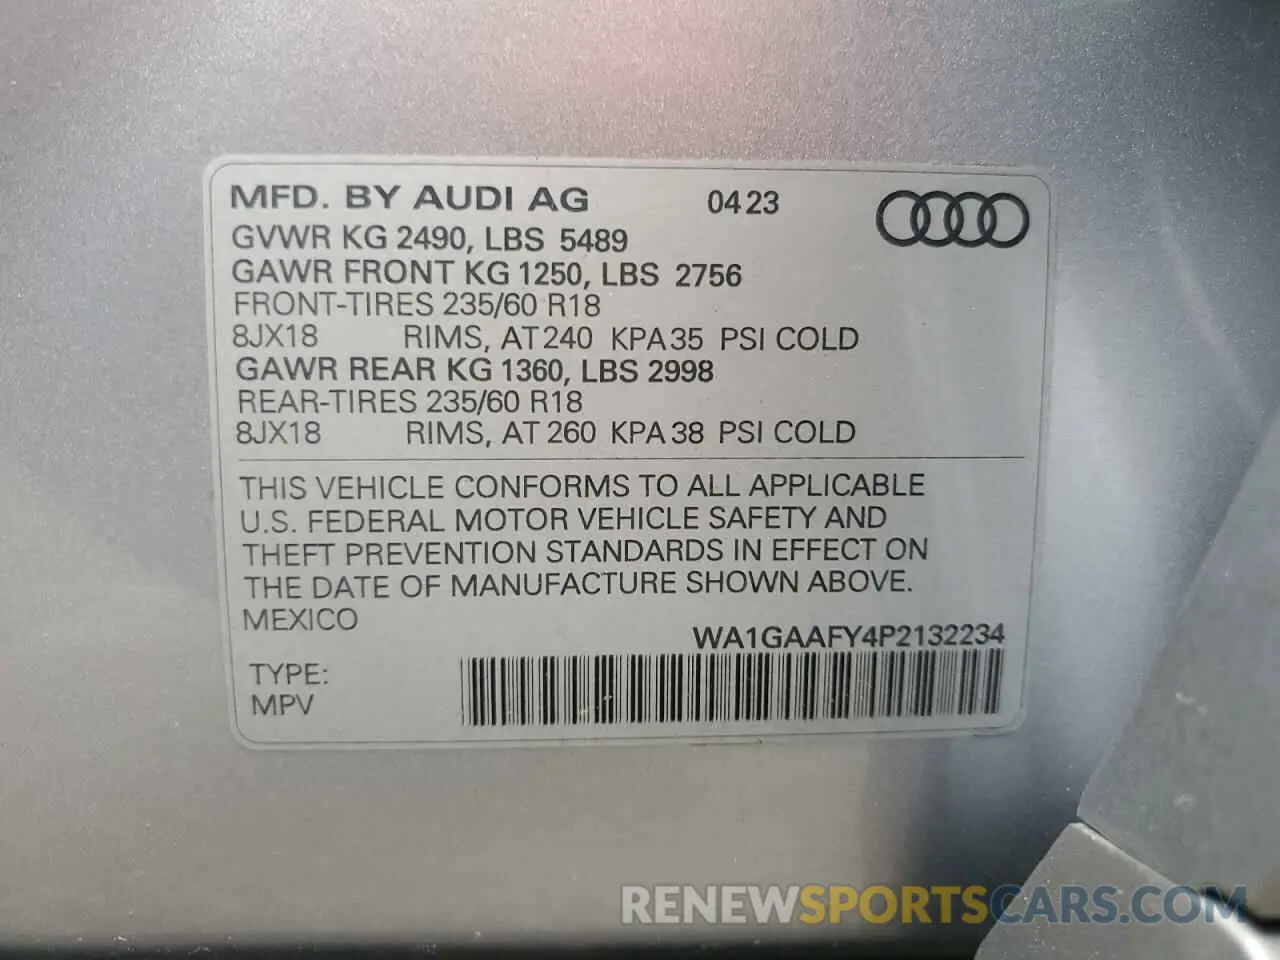 MFD. BY AUDI AG 0423
GVWR KG 2490, LBS 5489
GAWR FRONT KG 1250, LBS 2756
FRONT-TIRES 235/60 R18
8JX18 RIMS, AT 240 KPA 35 PSI COLD
GAWR REAR KG 1360, LBS 2998
REAR-TIRES 235/60 R18
8JX18 RIMS, AT 260 KPA 38 PSI COLD
THIS VEHICLE CONFORMS TO ALL APPLICABLE
U.S. FEDERAL MOTOR VEHICLE SAFETY AND
THEFT PREVENTION STANDARDS IN EFFECT ON
THE DATE OF MANUFACTURE SHOWN ABOVE.
MEXICO
WA1GAAFY4P2132234
TYPE:
MPV
RENEWSPORTSCARS.COM